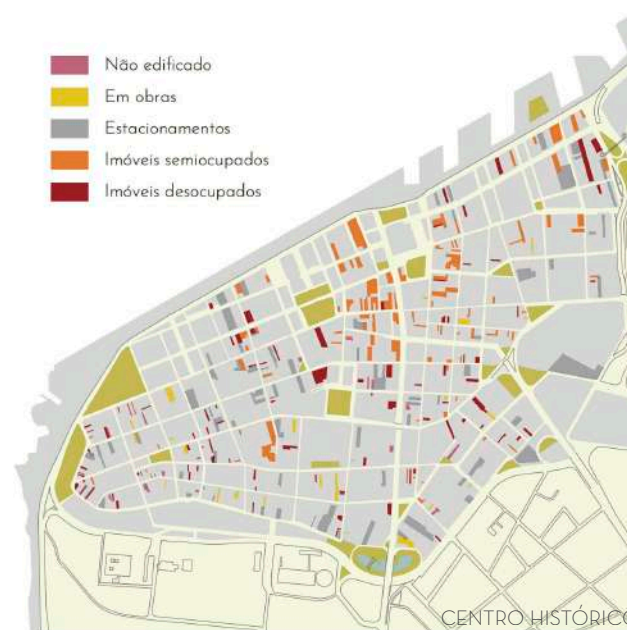 Não edificado
Em obras
Estacionamentos
Imóveis semiocupados
Imóveis desocupados
CENTRO HISTÓRICO